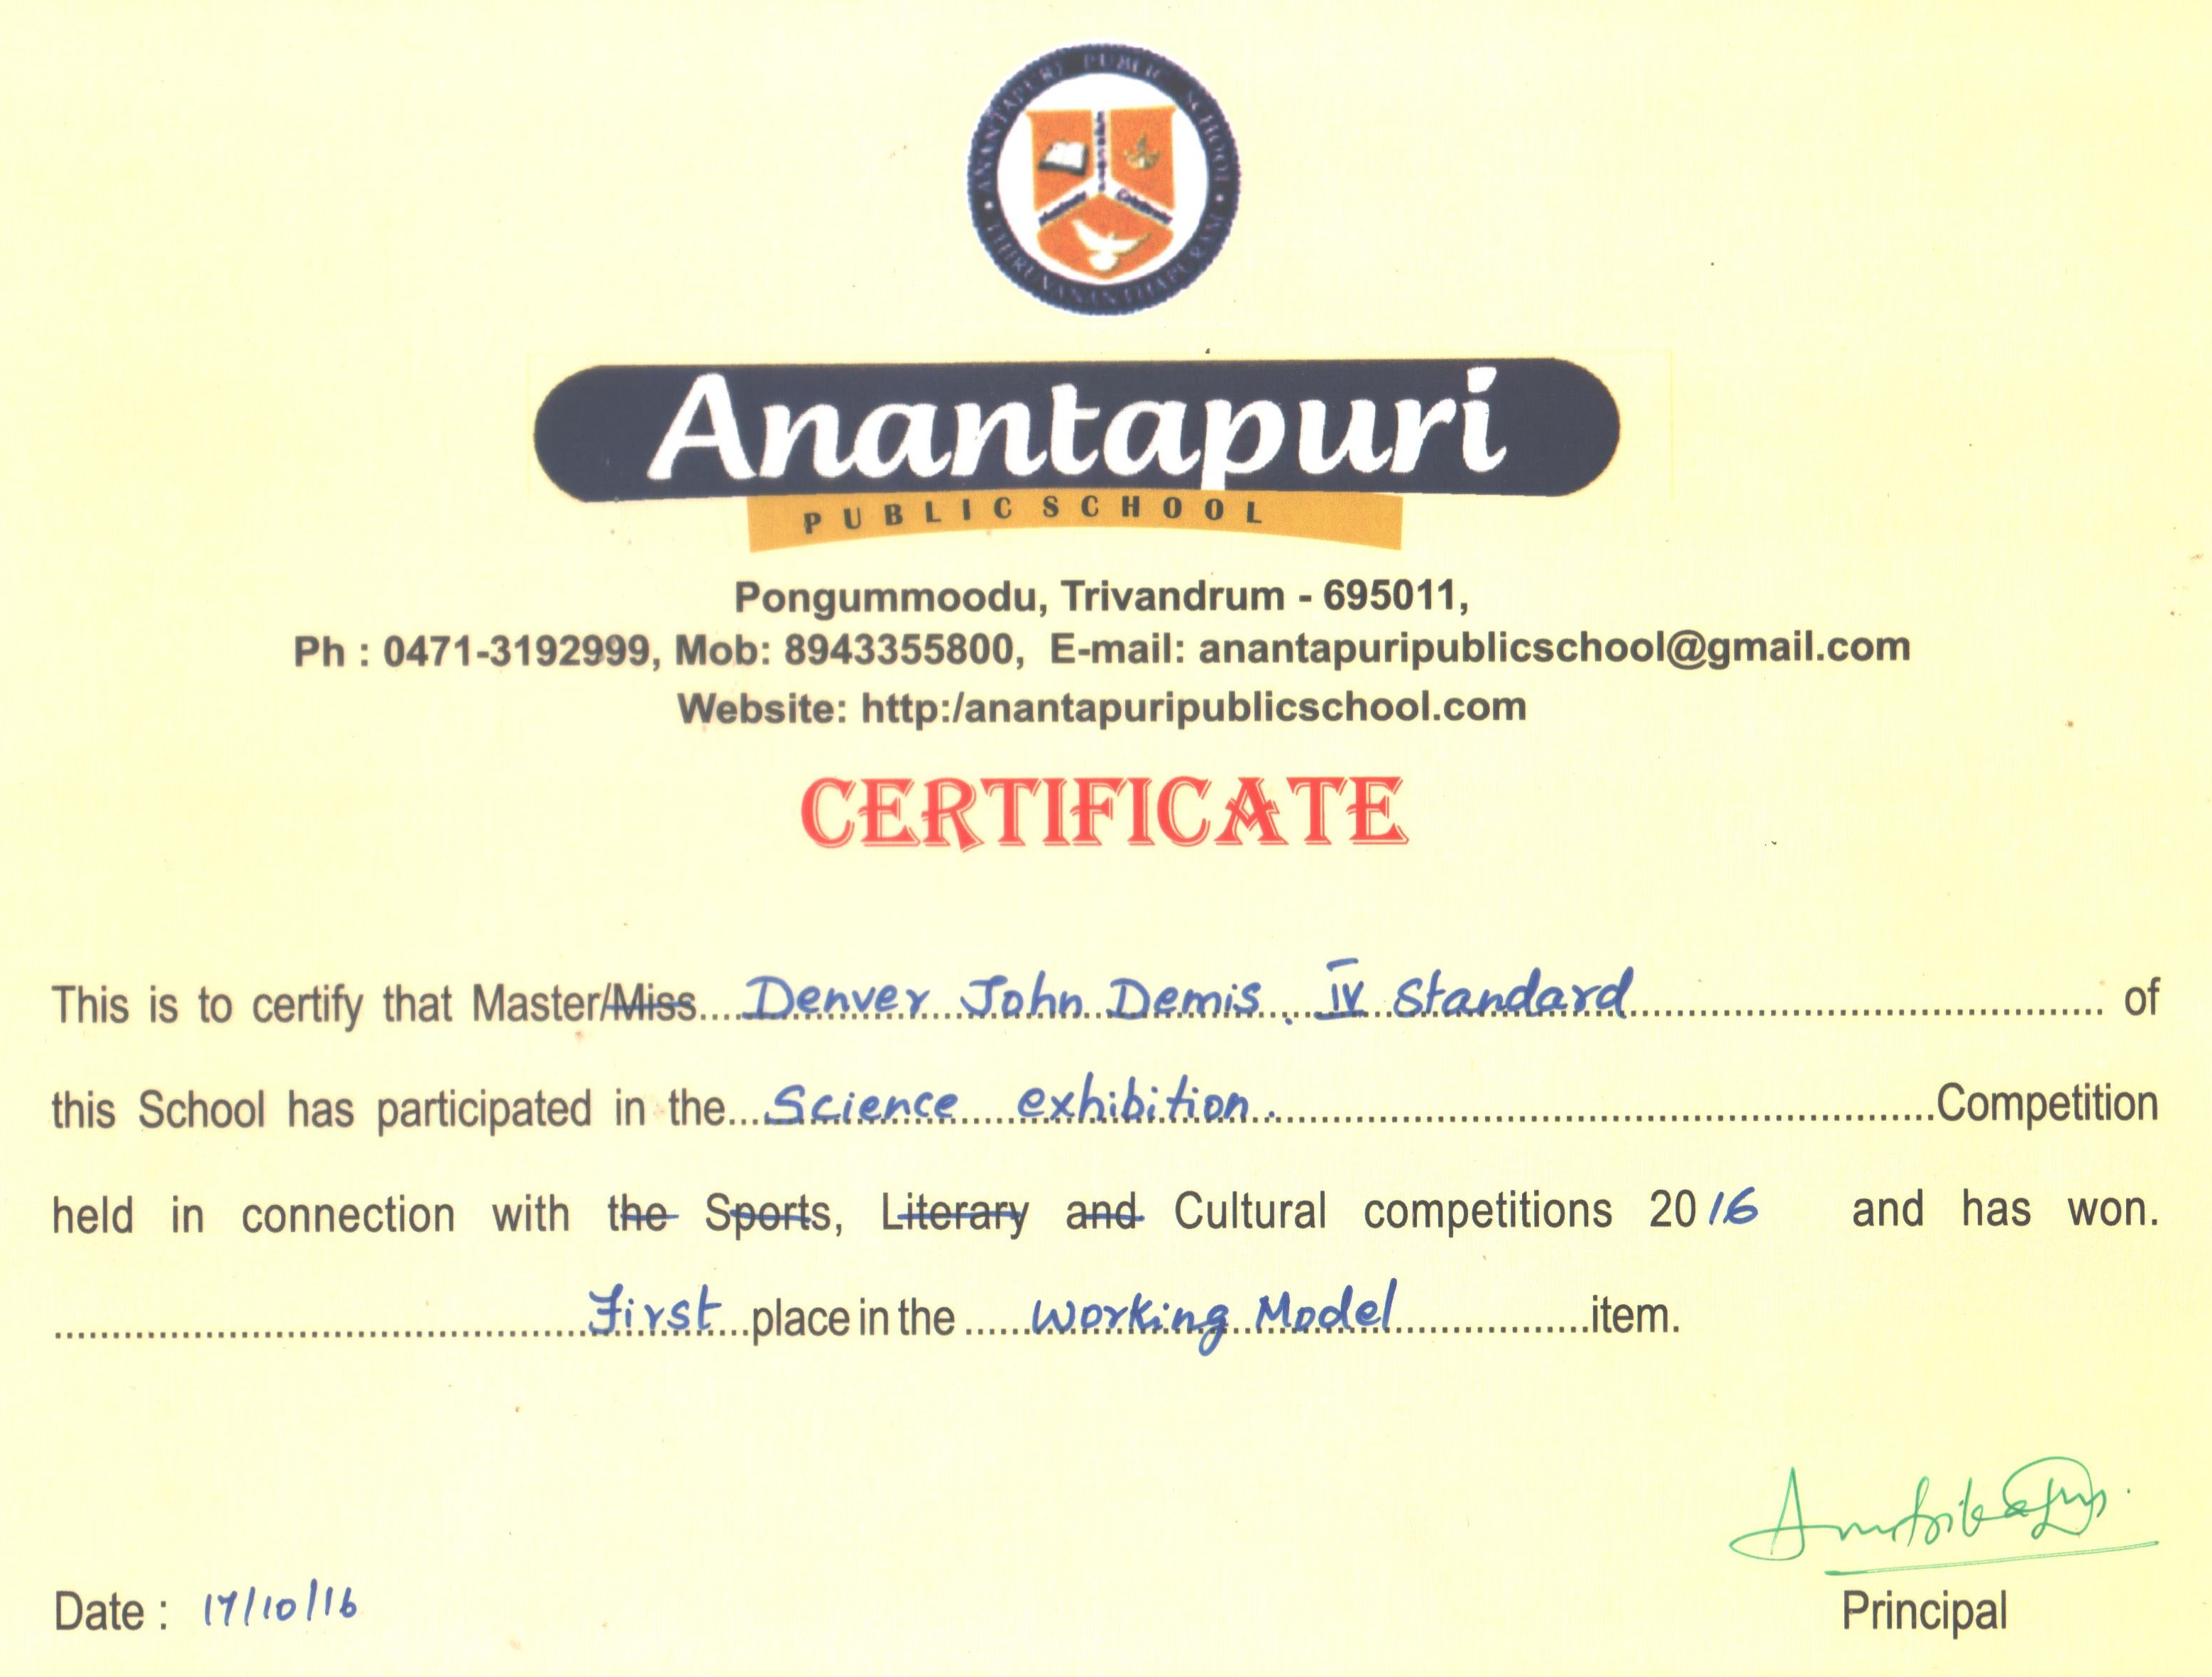 ANANTAPURI PUBLIC SCHOOL
THIRUVANANTHAPURAM
Anantapuri
PUBLIC SCHOOL
Pongummoodu, Trivandrum - 695011,
Ph : 0471-3192999, Mob: 8943355800, E-mail: anantapuripublicschool@gmail.com
Website: http:/anantapuripublicschool.com
CERTIFICATE
This is to certify that Master/Miss....Denver John Demis. IV Standard.... of
this School has participated in the...Science exhibition....Competition
held in connection with the Sports, Literary and Cultural competitions 2016 and has won.
....First...place in the ......Working Model......item.
Date : 17/10/16
Principal